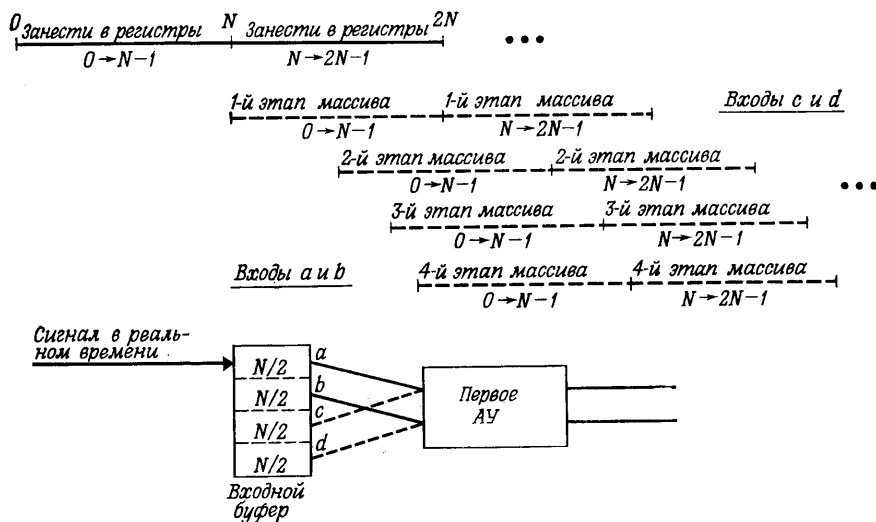 0 Занести в регистры N Занести в регистры 2N
0→N−1 N→2N−1
1-й этап массива 1-й этап массива Входы c и d
0→N−1 N→2N−1
2-й этап массива 2-й этап массива
0→N−1 N→2N−1
3-й этап массива 3-й этап массива
0→N−1 N→2N−1
Входы a и b 4-й этап массива 4-й этап массива
0→N−1 N→2N−1
Сигнал в реаль-
ном времени
a
N/2
b
N/2
c
N/2
d
N/2
Первое
АУ
Входной
буфер